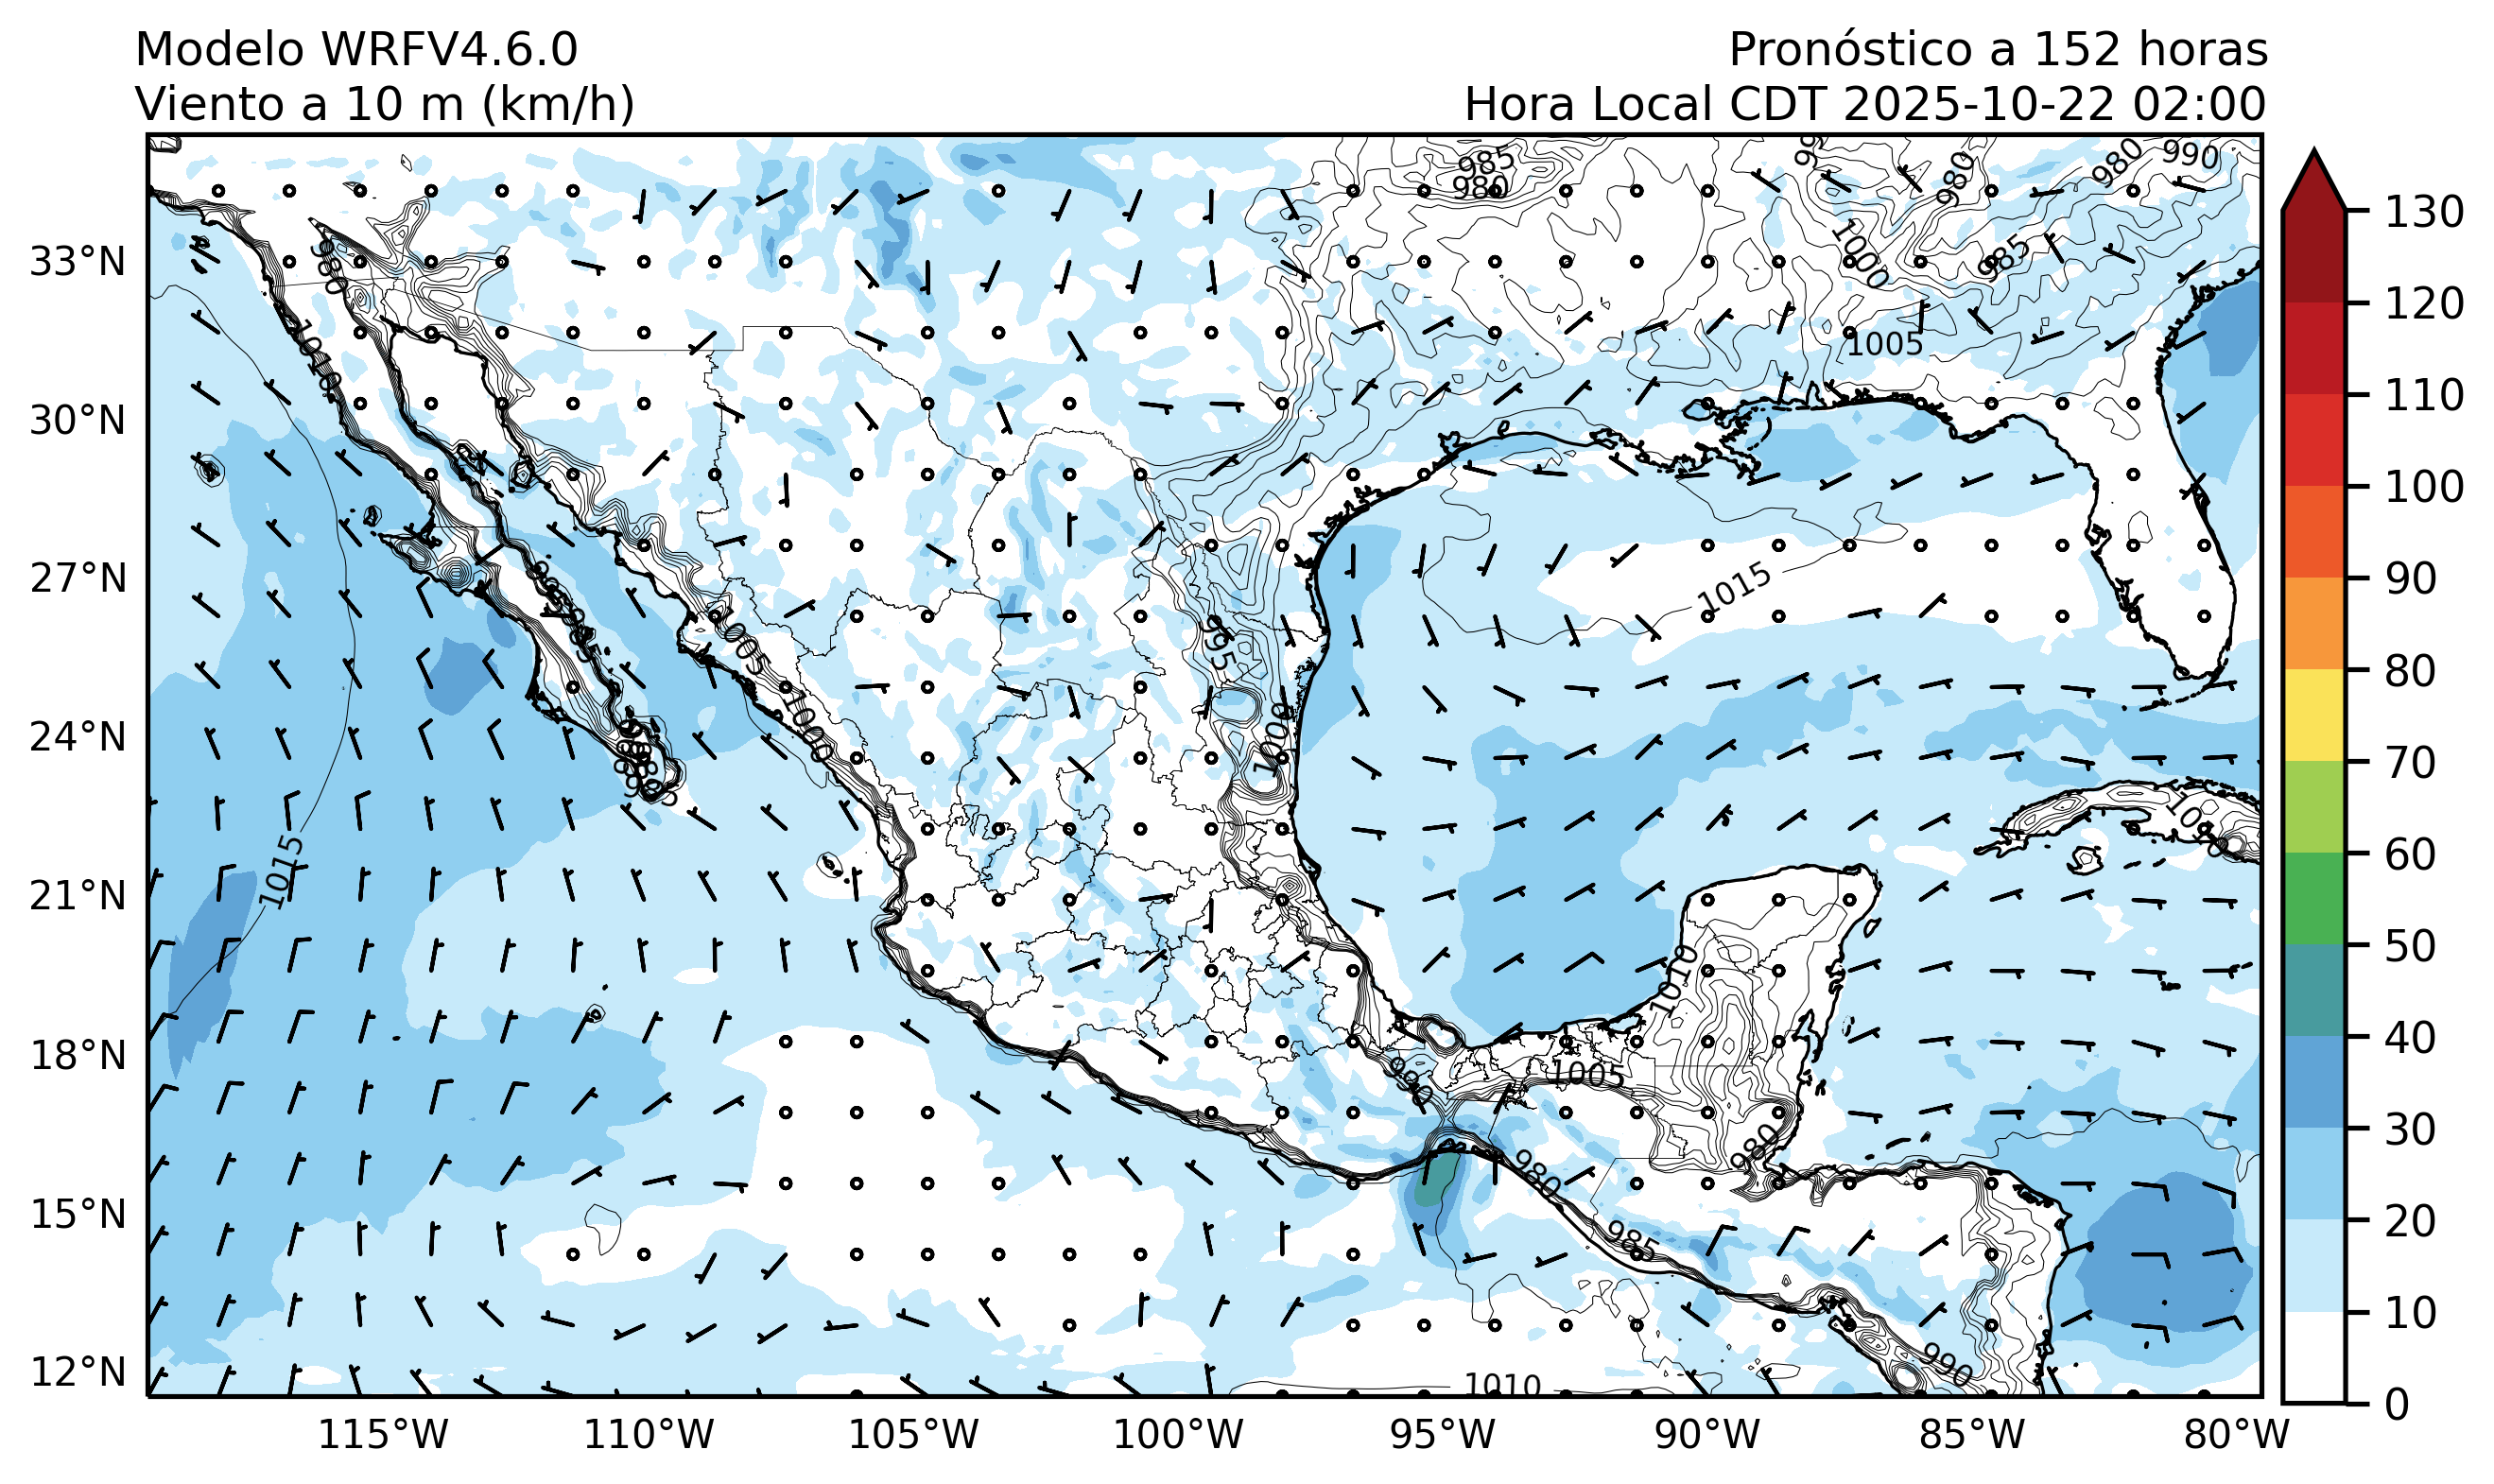 Modelo WRFV4.6.0
Pronóstico a 152 horas
Viento a 10 m (km/h)
Hora Local CDT 2025-10-22 02:00
985
980
980
990
980
1000
985
980
1005
1010
33°N
30°N
27°N
24°N
21°N
18°N
15°N
12°N
1015
995
1005
1000
1000
1015
1010
1010
980
1005
980
980
985
990
1010
115°W
110°W
105°W
100°W
95°W
90°W
85°W
80°W
130
120
110
100
90
80
70
60
50
40
30
20
10
0